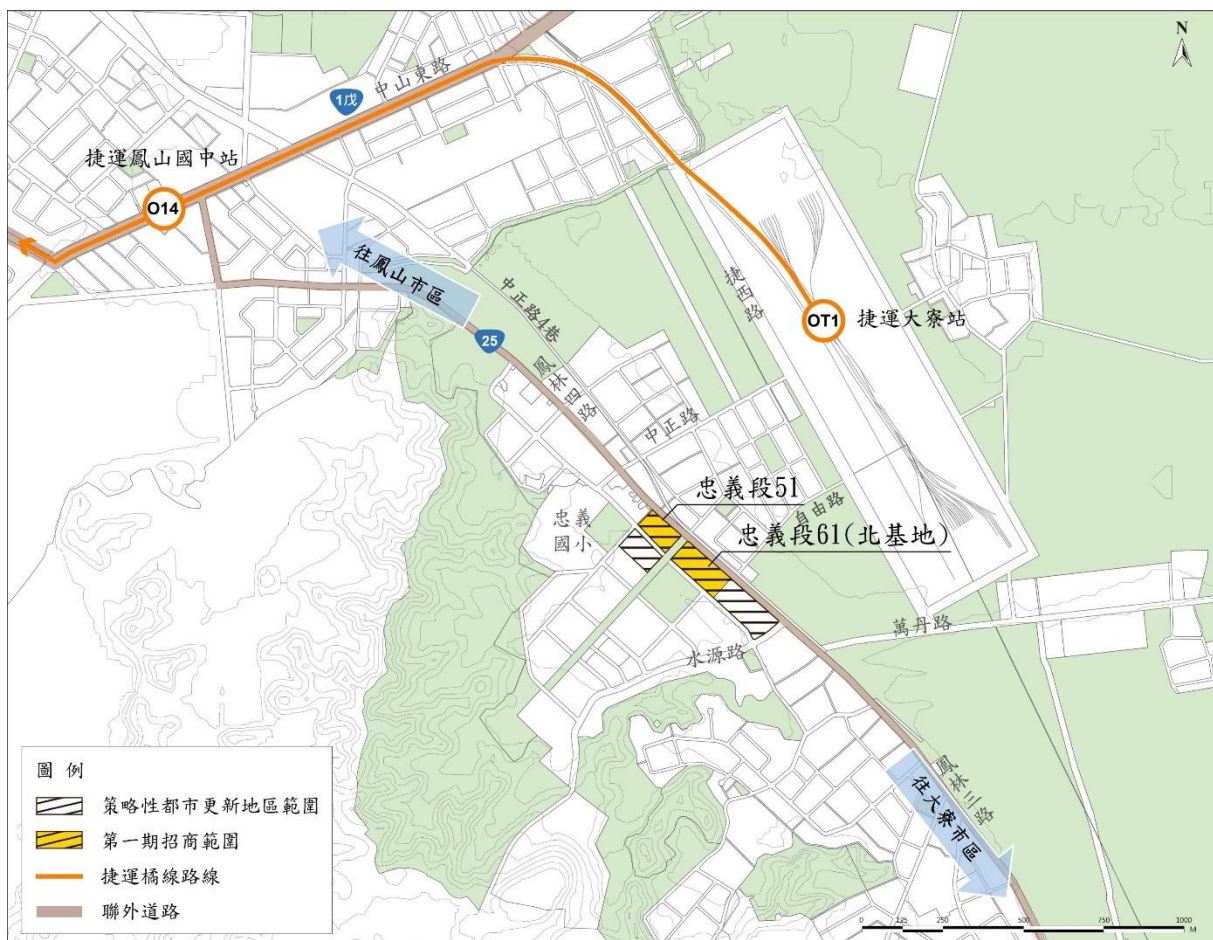 N
中山東路
1戊
捷運鳳山國中站
O14
往鳳山市區
中正路4巷
捷西路
OT1
捷運大寮站
25
鳳林四路
中正路
忠義段51
自由路
忠義
國小
忠義段61(北基地)
萬丹路
水源路
鳳林三路
往大寮市區
圖 例
策略性都市更新地區範圍
第一期招商範圍
捷運橘線路線
聯外道路
0 125 250 500 750 1000
M